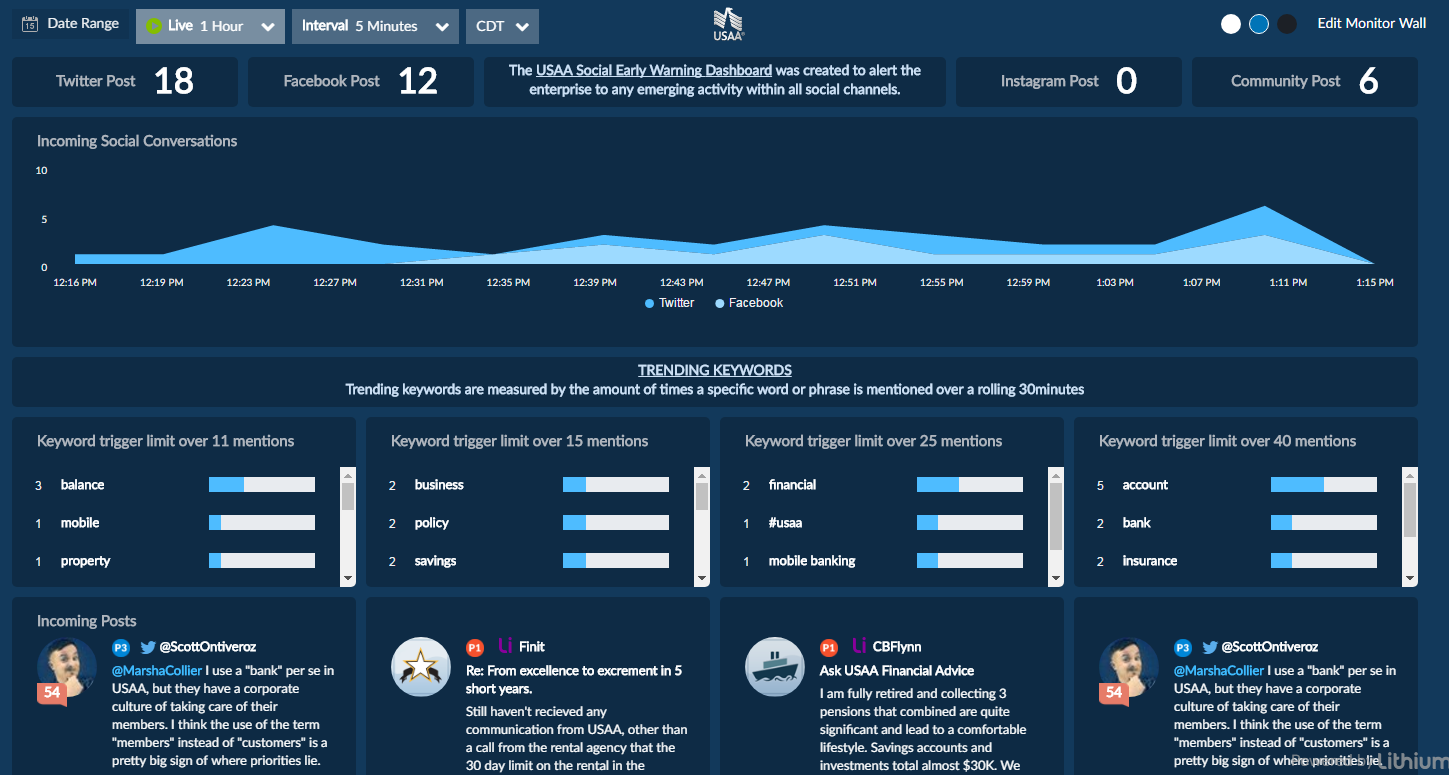 15 Date Range
Live 1 Hour
Interval 5 Minutes
CDT
USAA®
Edit Monitor Wall
Twitter Post 18
Facebook Post 12
The USAA Social Early Warning Dashboard was created to alert the
enterprise to any emerging activity within all social channels.
Instagram Post 0
Community Post 6
Incoming Social Conversations
10
5
0
12:16 PM 12:19 PM 12:23 PM 12:27 PM 12:31 PM 12:35 PM 12:39 PM 12:43 PM 12:47 PM 12:51 PM 12:55 PM 12:59 PM 1:03 PM 1:07 PM 1:11 PM 1:15 PM
Twitter Facebook
TRENDING KEYWORDS
Trending keywords are measured by the amount of times a specific word or phrase is mentioned over a rolling 30minutes
Keyword trigger limit over 11 mentions
3 balance
1 mobile
1 property
Keyword trigger limit over 15 mentions
2 business
2 policy
2 savings
Keyword trigger limit over 25 mentions
2 financial
1 #usaa
1 mobile banking
Keyword trigger limit over 40 mentions
5 account
2 bank
2 insurance
Incoming Posts
P3 @ScottOntiveroz
54
@MarshaCollier I use a "bank" per se in
USAA, but they have a corporate
culture of taking care of their
members. I think the use of the term
"members" instead of "customers" is a
pretty big sign of where priorities lie.
P1 Li Finit
Re: From excellence to excrement in 5
short years.
Still haven't recieved any
communication from USAA, other than
a call from the rental agency that the
30 day limit on the rental in the
P1 Li CBFlynn
Ask USAA Financial Advice
I am fully retired and collecting 3
pensions that combined are quite
significant and lead to a comfortable
lifestyle. Savings accounts and
investments total almost $30K. We
P3 @ScottOntiveroz
54
@MarshaCollier I use a "bank" per se in
USAA, but they have a corporate
culture of taking care of their
members. I think the use of the term
"members" instead of "customers" is a
pretty big sign of where priorities lie.
Powered by Lithium